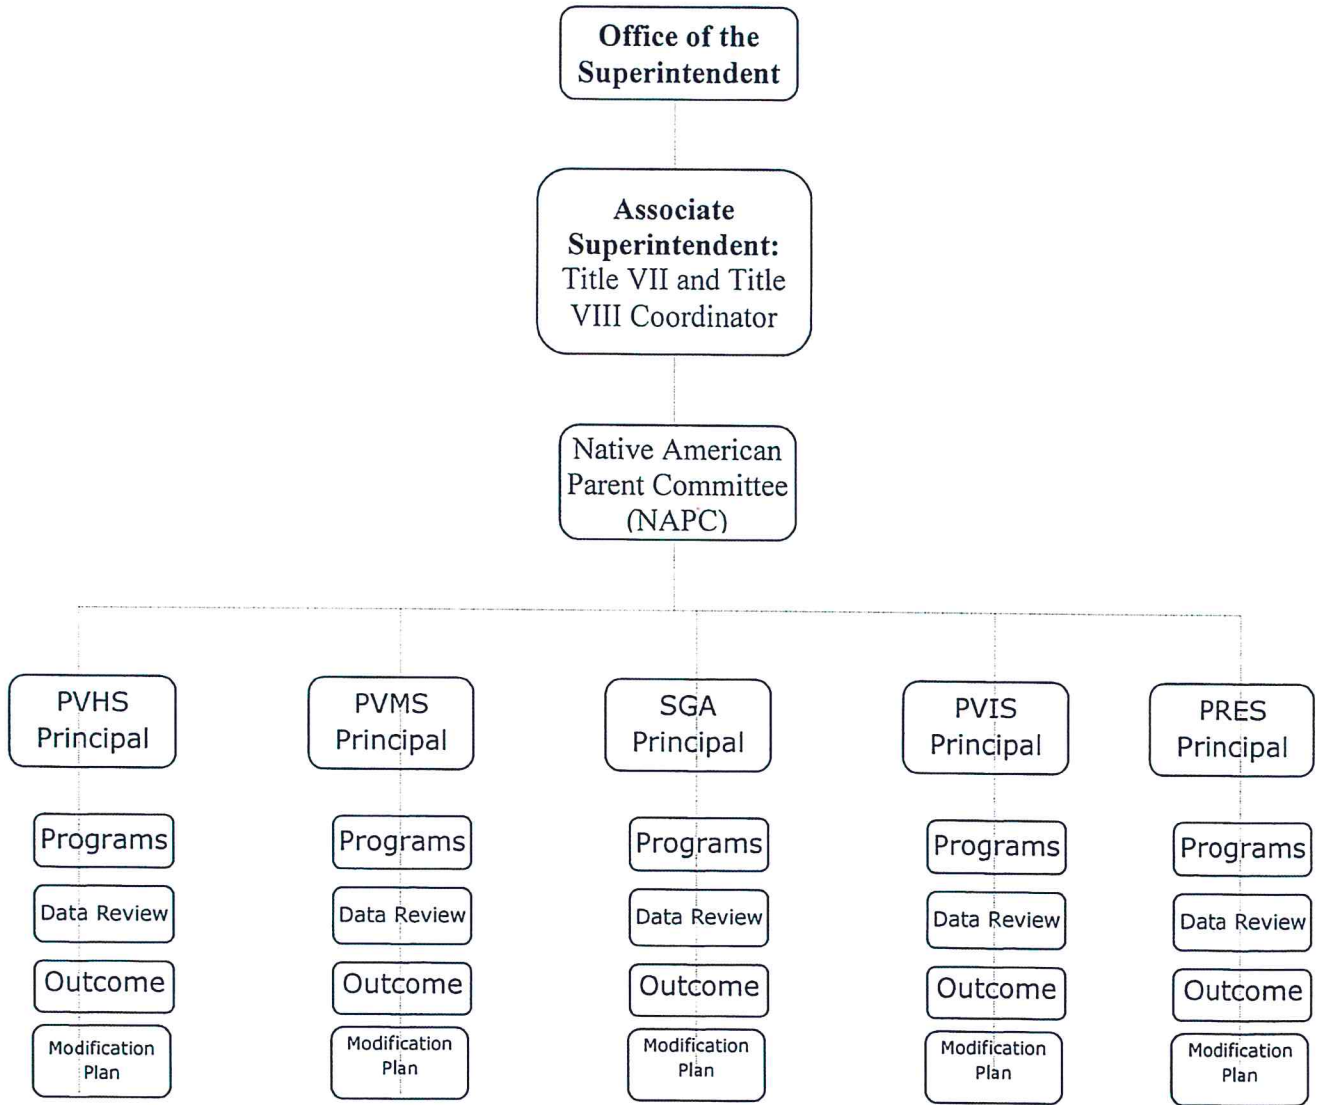 Office of the
Superintendent
Associate
Superintendent:
Title VII and Title
VIII Coordinator
Native American
Parent Committee
(NAPC)
PVHS
Principal
PVMS
Principal
SGA
Principal
PVIS
Principal
PRES
Principal
Programs
Programs
Programs
Programs
Programs
Data Review
Data Review
Data Review
Data Review
Data Review
Outcome
Outcome
Outcome
Outcome
Outcome
Modification
Plan
Modification
Plan
Modification
Plan
Modification
Plan
Modification
Plan